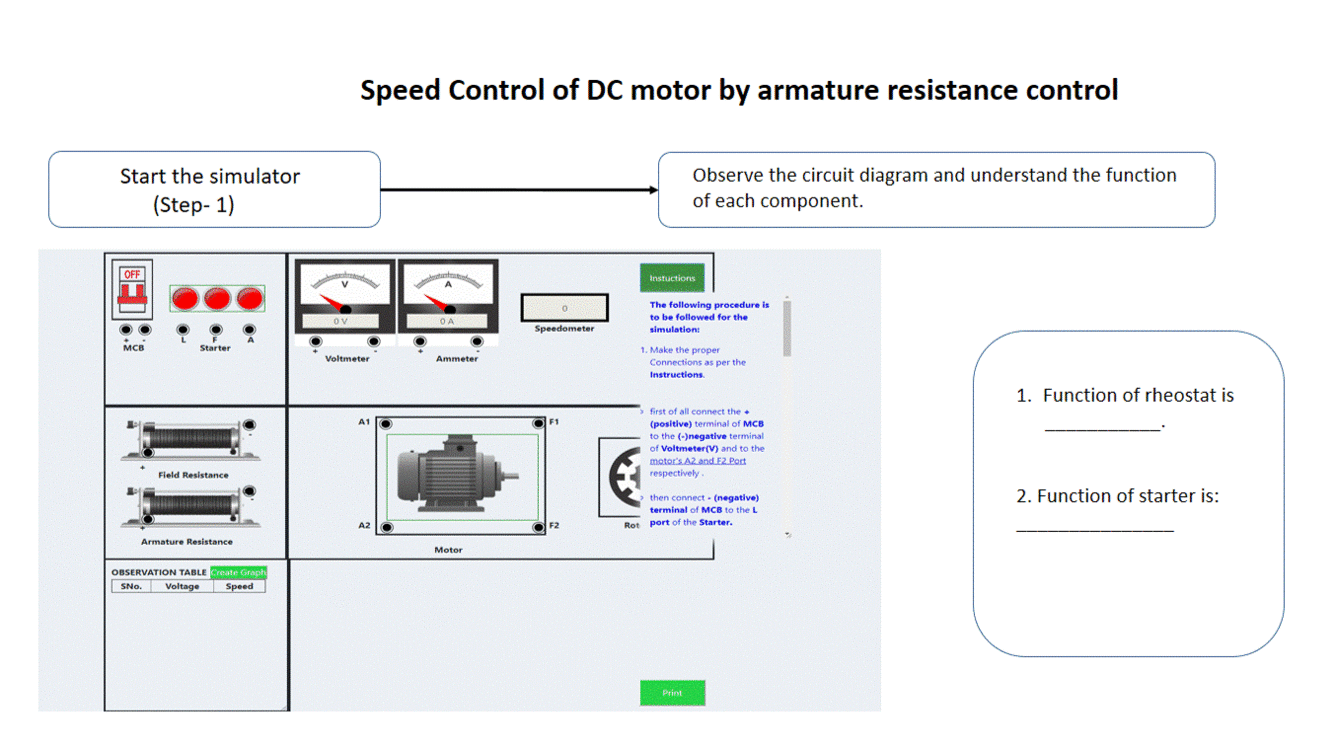 Speed Control of DC motor by armature resistance control
Start the simulator
(Step- 1)
Observe the circuit diagram and understand the function
of each component.
OFF
+ -
MCB
L F A
Starter
V
0 V
+ -
Voltmeter
A
0 A
+ -
Ammeter
0
Speedometer
Instuctions
The following procedure is
to be followed for the
simulation:
1. Make the proper
Connections as per the
Instructions.
› first of all connect the +
(positive) terminal of MCB
to the (-)negative terminal
of Voltmeter(V) and to the
motor's A2 and F2 Port
respectively .
› then connect - (negative)
terminal of MCB to the L
port of the Starter.
-
+
Field Resistance
-
+
Armature Resistance
A1 F1
A2 F2
Motor
Rot
OBSERVATION TABLE Create Graph
SNo. Voltage Speed
Print
1. Function of rheostat is
___________.
2. Function of starter is:
_______________